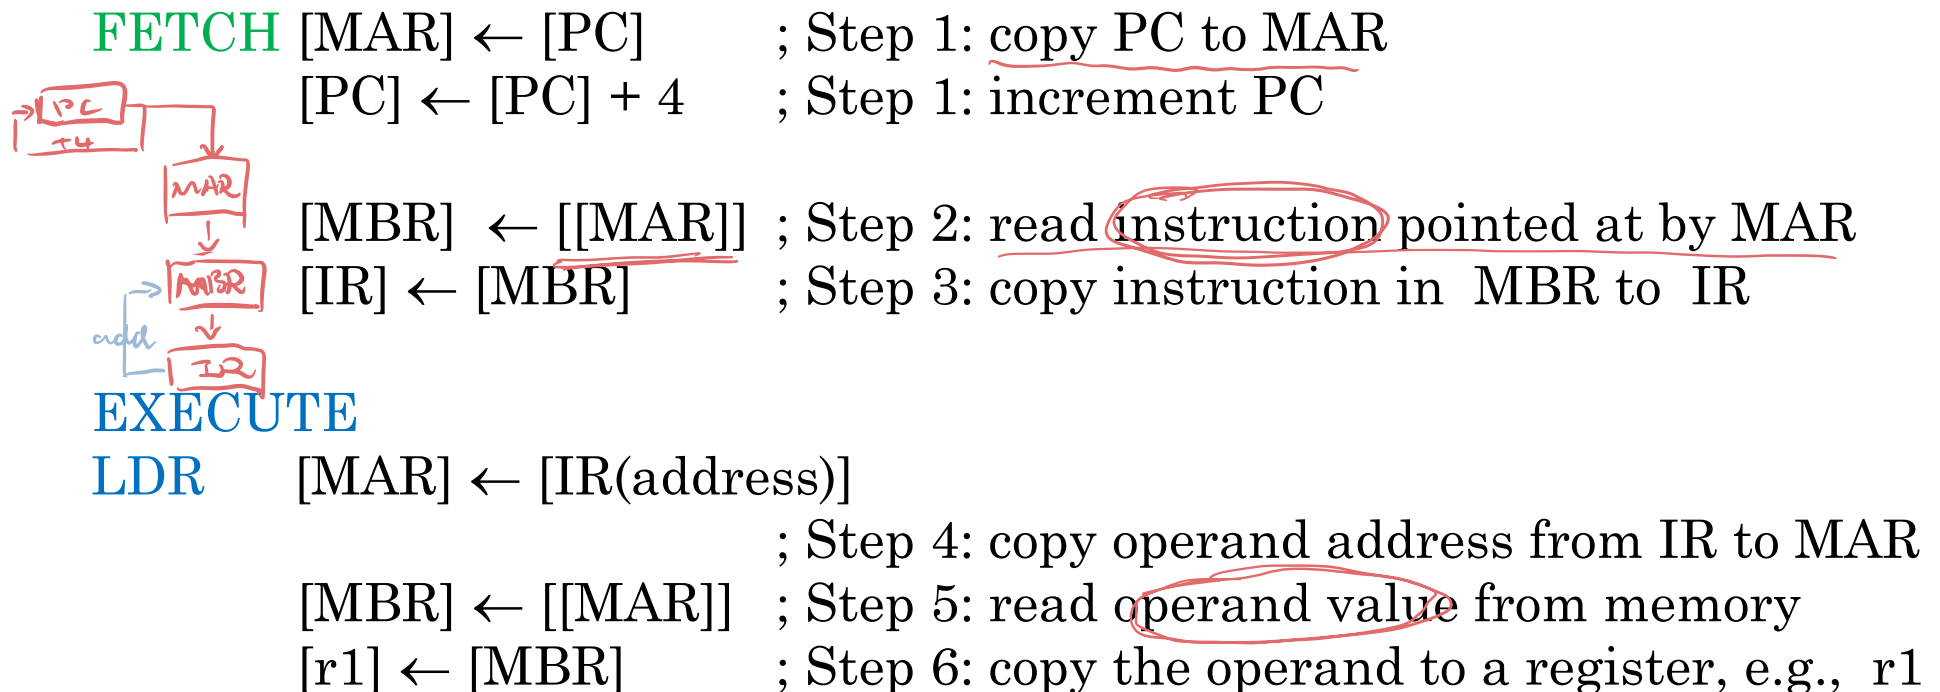 FETCH [MAR] ← [PC] ; Step 1: copy PC to MAR
[PC] ← [PC] + 4 ; Step 1: increment PC
PC
+4
MAR
[MBR] ← [[MAR]] ; Step 2: read instruction pointed at by MAR
MBR
[IR] ← [MBR] ; Step 3: copy instruction in MBR to IR
add
IR
EXECUTE
LDR [MAR] ← [IR(address)]
; Step 4: copy operand address from IR to MAR
[MBR] ← [[MAR]] ; Step 5: read operand value from memory
[r1] ← [MBR] ; Step 6: copy the operand to a register, e.g., r1